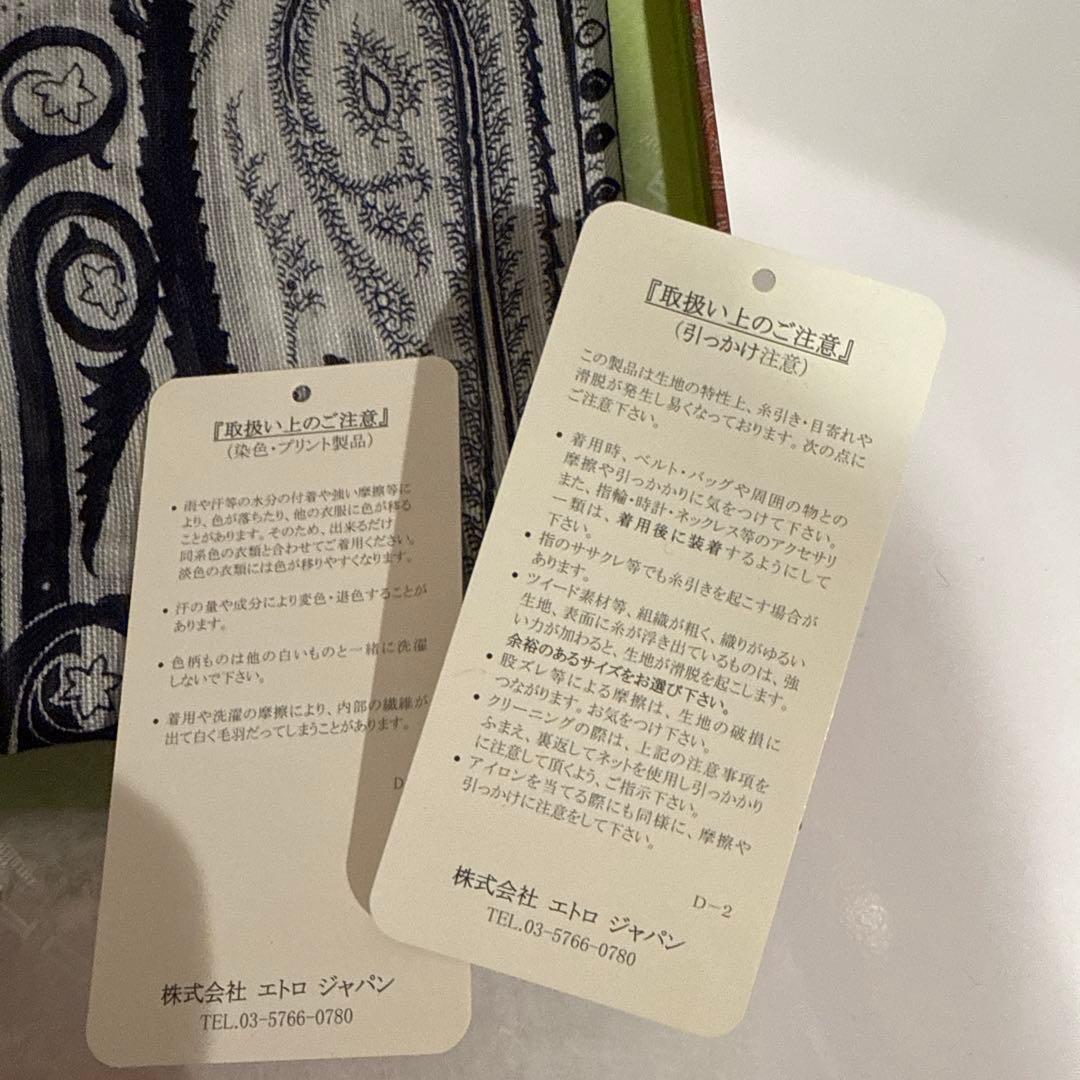 『取扱い上のご注意』
(染色・プリント製品)
• 雨や汗等の水分の付着や強い摩擦等に
より、色が落ちたり、他の衣服に色が移る
ことがあります。そのため、出来るだけ
同系色の衣類と合わせてご着用ください。
淡色の衣類には色が移りやすくなります。
• 汗の量や成分により変色・退色することが
あります。
• 色柄ものは他の白いものと一緒に洗濯
しないで下さい。
• 着用や洗濯の摩擦により、内部の繊維が
出て白く毛羽だってしまうことがあります。
D
株式会社 エトロ ジャパン
TEL.03-5766-0780
『取扱い上のご注意』
(引っかけ注意)
この製品は生地の特性上、糸引き・目寄れや
滑脱が発生し易くなっております。次の点に
ご注意下さい。
• 着用時、ベルト・バッグや周囲の物との
摩擦や引っかかりに気をつけて下さい。
また、指輪・時計・ネックレス等のアクセサリ
ー類は、着用後に装着するようにして
下さい。
• 指のササクレ等でも糸引きを起こす場合が
あります。
• ツイード素材等、組織が粗く、織りがゆるい
生地、表面に糸が浮き出ているものは、強
い力が加わると、生地が滑脱を起こします。
余裕のあるサイズをお選び下さい。
• 股ズレ等による摩擦は、生地の破損に
つながります。お気をつけ下さい。
• クリーニングの際は、上記の注意事項を
ふまえ、裏返してネットを使用し引っかかり
に注意して頂くよう、ご指示下さい。
• アイロンを当てる際にも同様に、摩擦や
引っかけに注意をして下さい。
D-2
株式会社 エトロ ジャパン
TEL.03-5766-0780